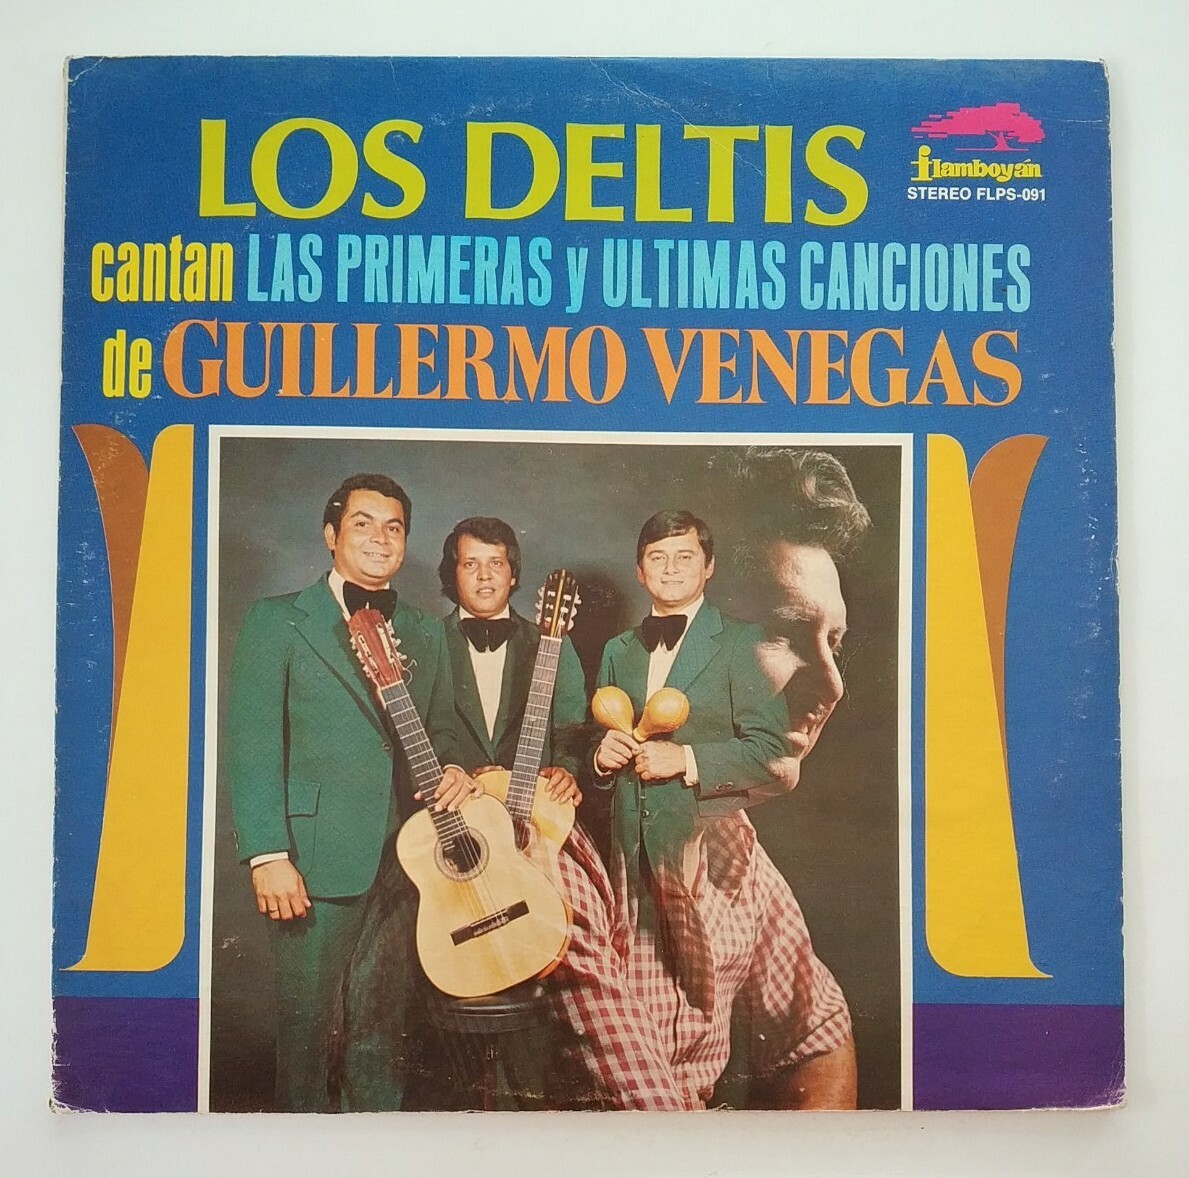 LOS DELTIS
flamboyán
STEREO FLPS-091
cantan LAS PRIMERAS y ULTIMAS CANCIONES
de GUILLERMO VENEGAS